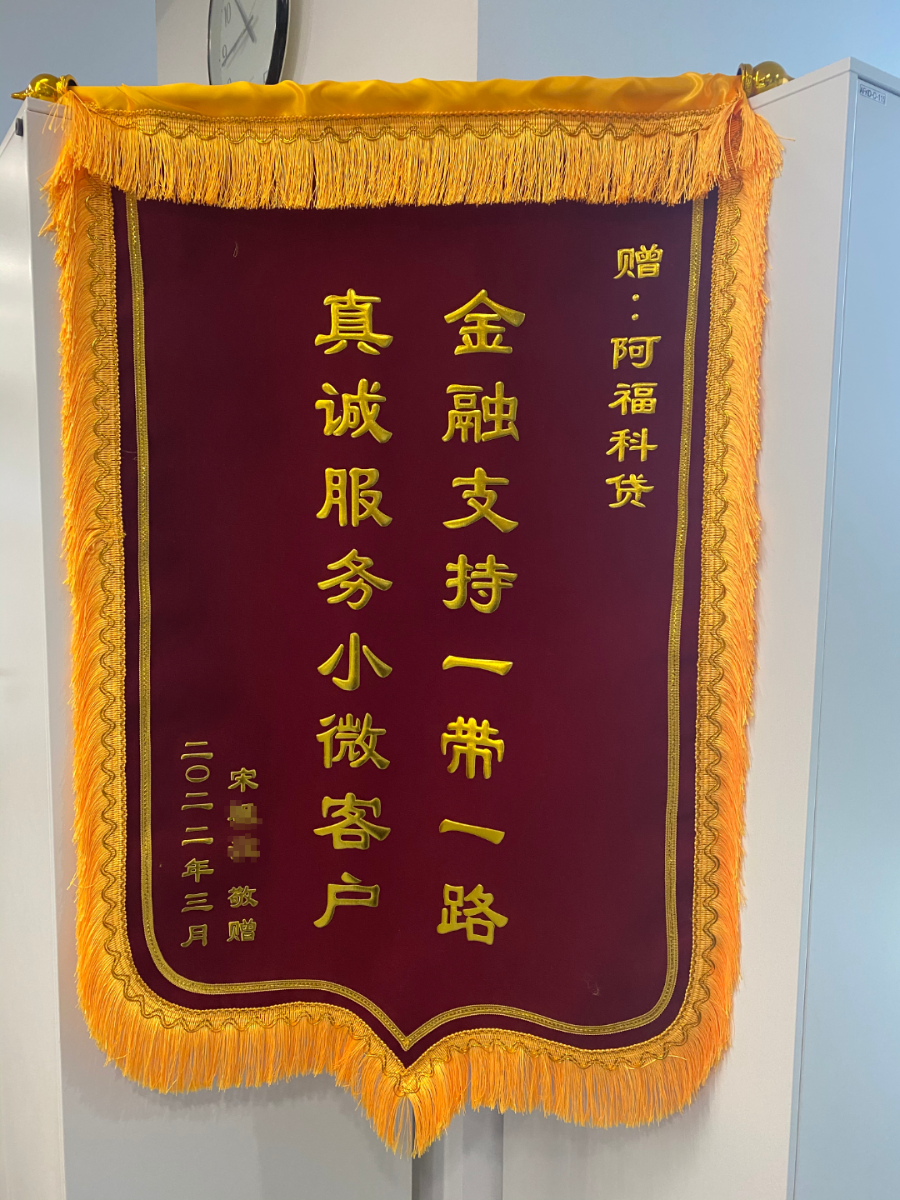 赠：阿福科贷
金融支持一带一路
真诚服务小微客户
宋 敬赠
二〇二二年三月